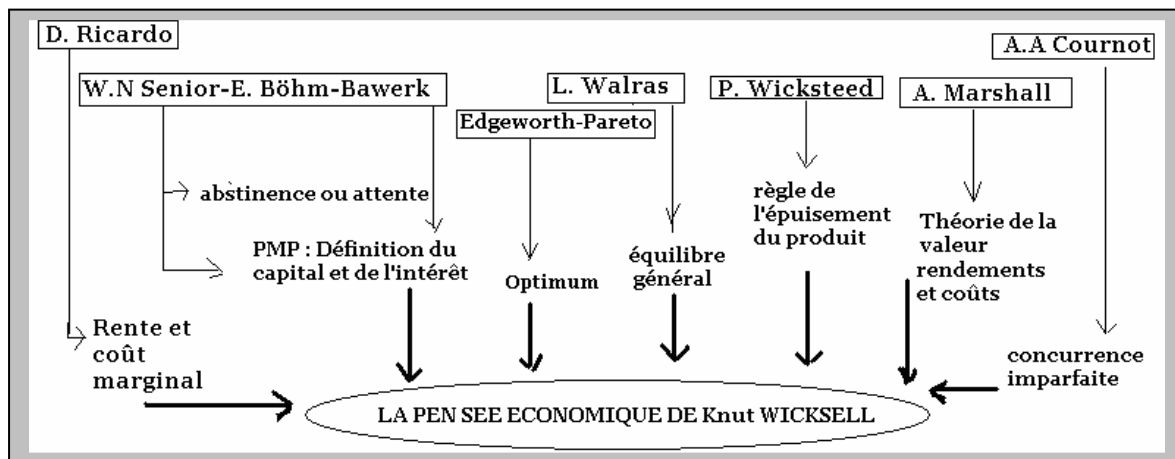 D. Ricardo
A.A Cournot
W.N Senior-E. Böhm-Bawerk
L. Walras
P. Wicksteed
A. Marshall
Edgeworth-Pareto
abstinence ou attente
PMP : Définition du
capital et de l'intérêt
Optimum
équilibre
général
règle de
l'épuisement
du produit
Théorie de la
valeur
rendements
et coûts
Rente et
coût
marginal
concurrence
imparfaite
LA PEN SEE ECONOMIQUE DE Knut WICKSELL